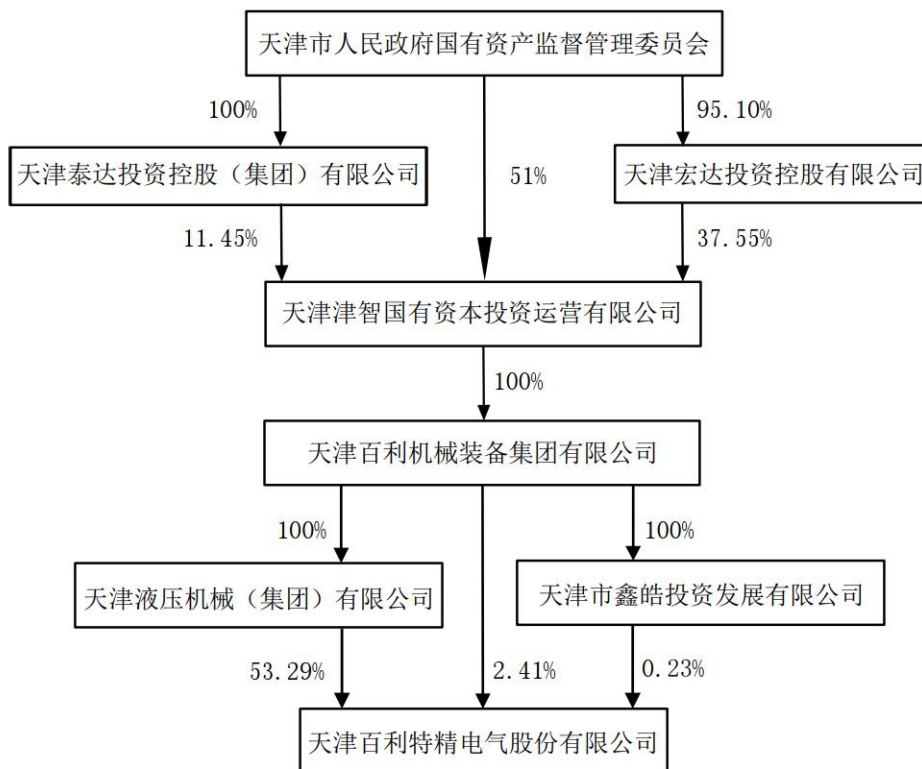 天津市人民政府国有资产监督管理委员会
100%
95.10%
天津泰达投资控股（集团）有限公司
51%
天津宏达投资控股有限公司
11.45%
37.55%
天津津智国有资本投资运营有限公司
100%
天津百利机械装备集团有限公司
100%
100%
天津液压机械（集团）有限公司
天津市鑫皓投资发展有限公司
53.29%
2.41%
0.23%
天津百利特精电气股份有限公司